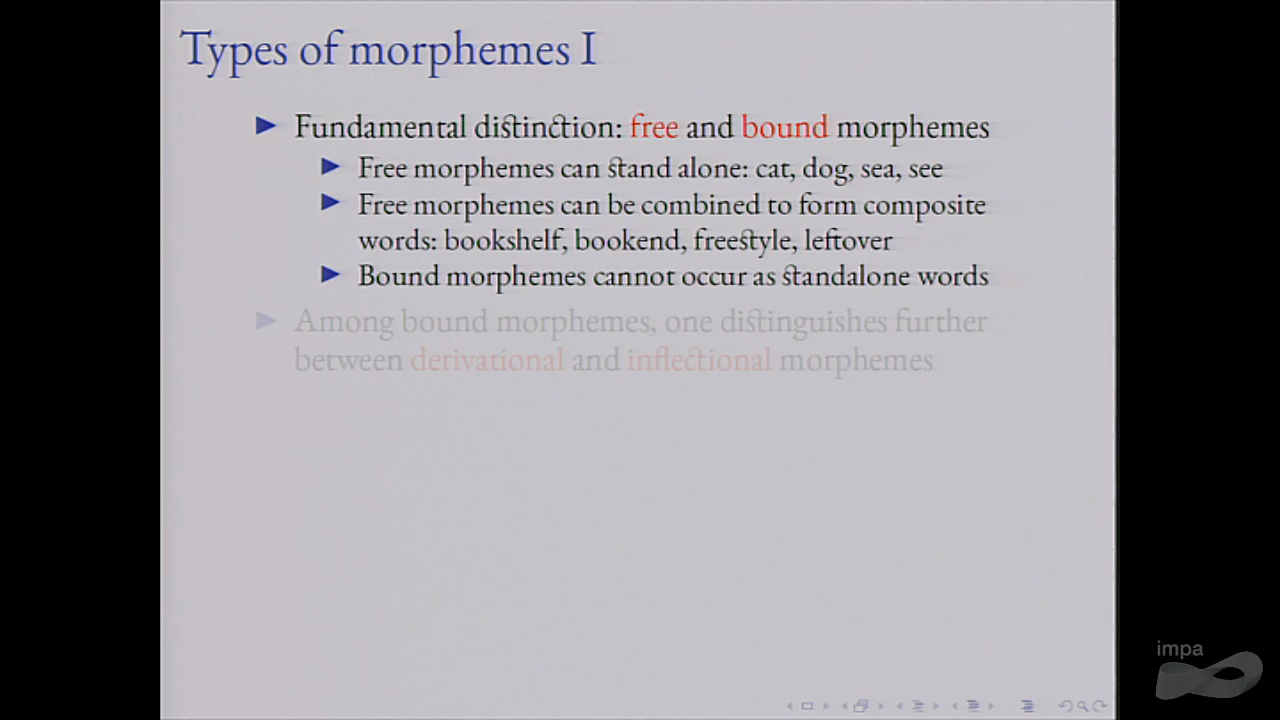 Types of morphemes I
Fundamental distinction: free and bound morphemes
Free morphemes can stand alone: cat, dog, sea, see
Free morphemes can be combined to form composite
words: bookshelf, bookend, freestyle, leftover
Bound morphemes cannot occur as standalone words
Among bound morphemes, one distinguishes further
between derivational and inflectional morphemes
impa